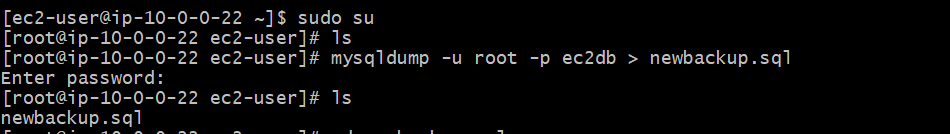 [ec2-user@ip-10-0-0-22 ~]$ sudo su
[root@ip-10-0-0-22 ec2-user]# ls
[root@ip-10-0-0-22 ec2-user]# mysqldump -u root -p ec2db > newbackup.sql
Enter password:
[root@ip-10-0-0-22 ec2-user]# ls
newbackup.sql